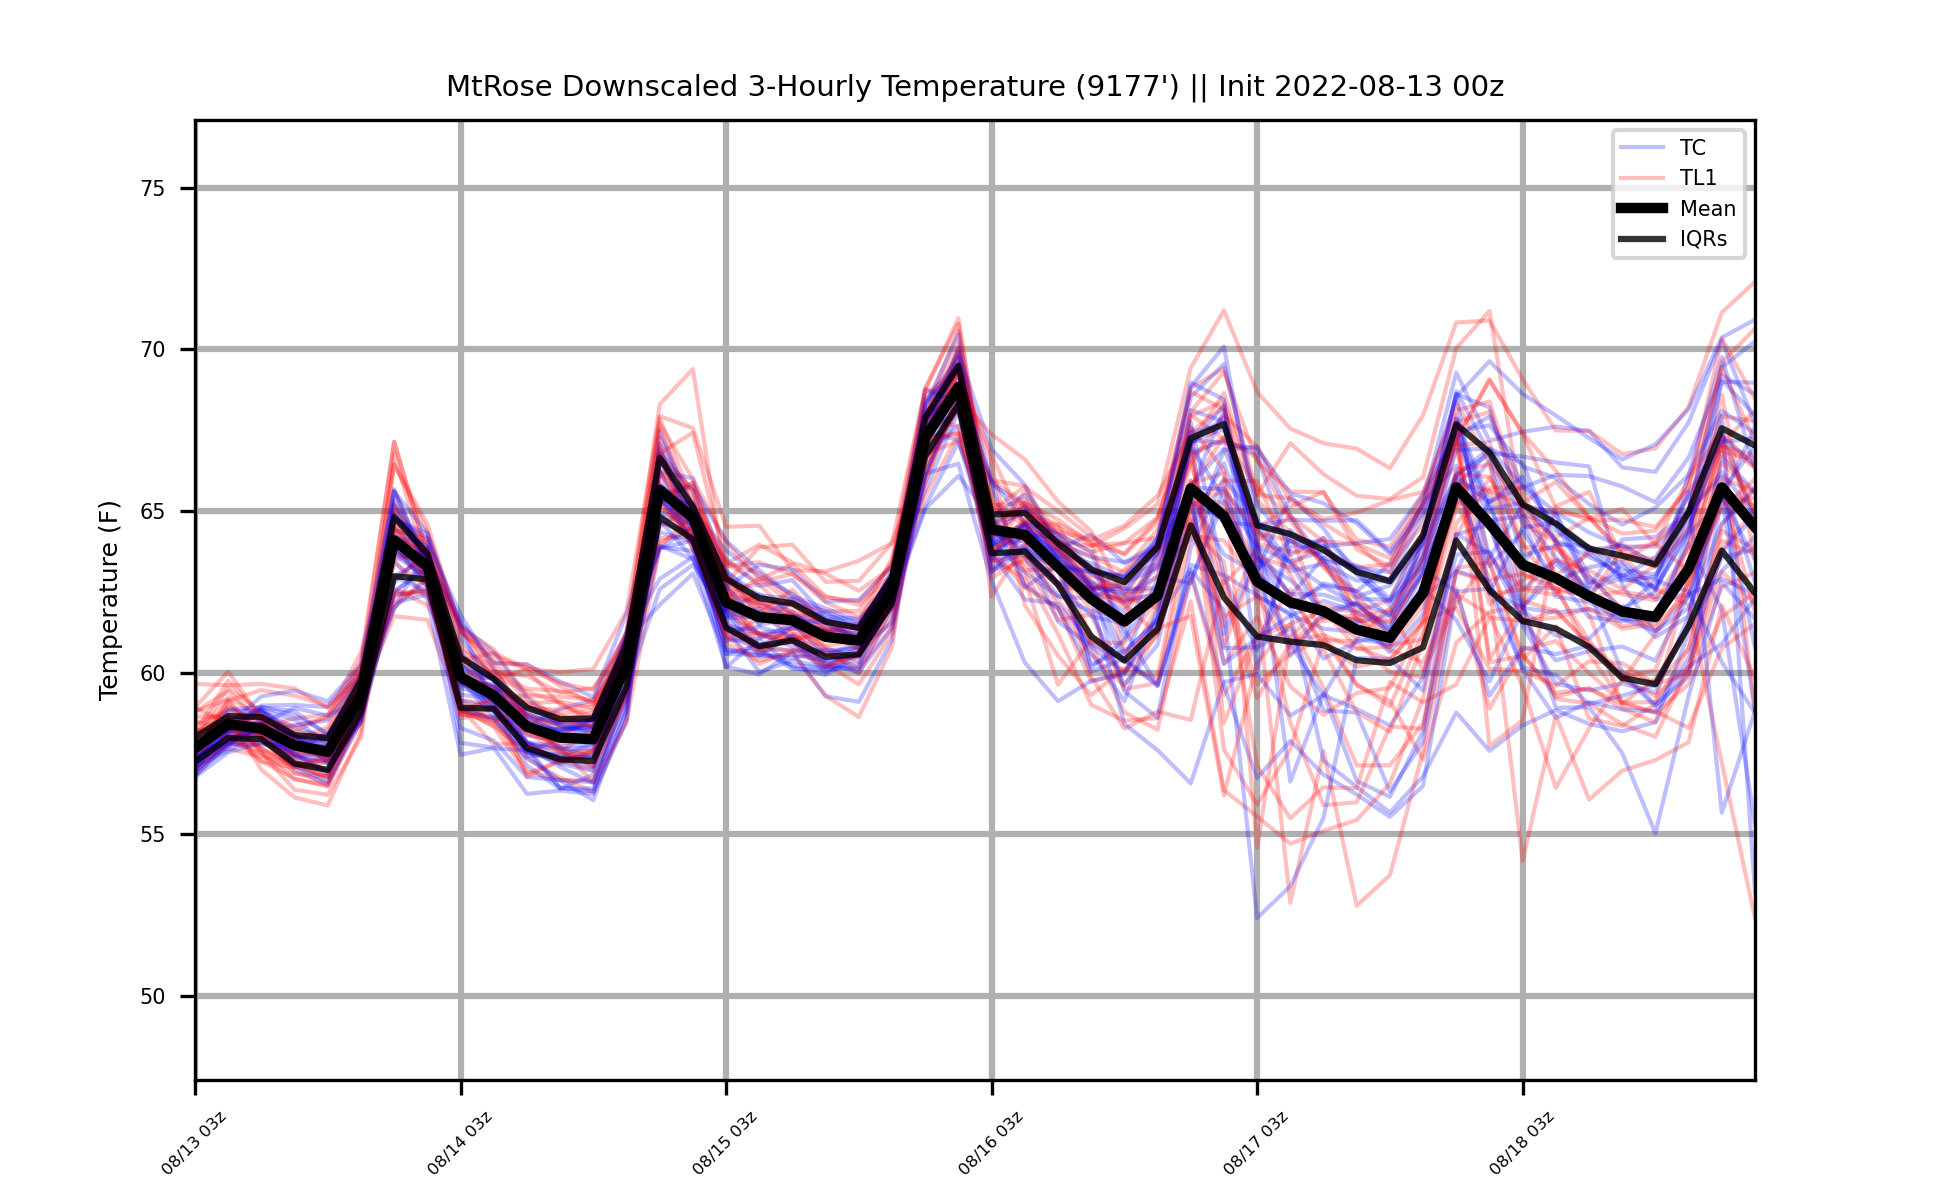 MtRose Downscaled 3-Hourly Temperature (9177') || Init 2022-08-13 00z
TC
TL1
Mean
IQRs
Temperature (F)
75
70
65
60
55
50
08/13 03z
08/14 03z
08/15 03z
08/16 03z
08/17 03z
08/18 03z